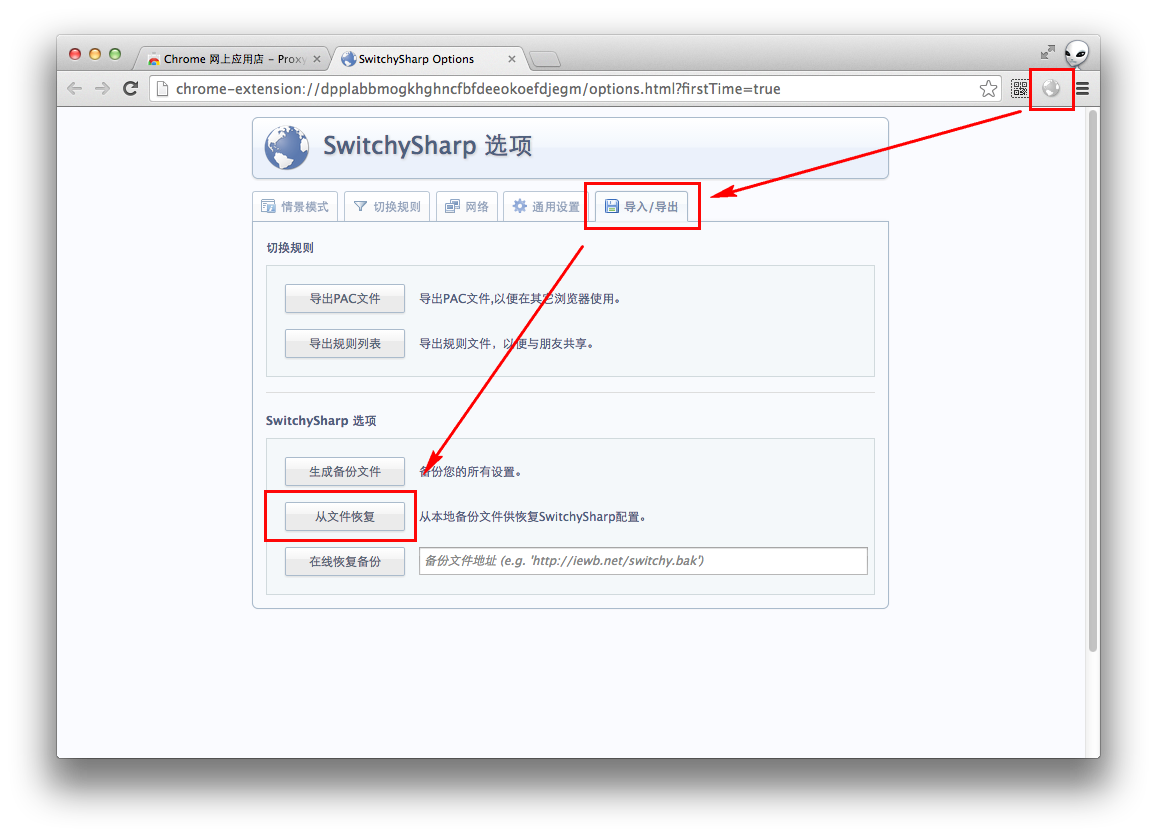 Chrome 网上应用店 - Proxy
SwitchySharp Options
chrome-extension://dpplabbmogkhghncfbfdeeokoefdjegm/options.html?firstTime=true
SwitchySharp 选项
情景模式
切换规则
网络
通用设置
导入/导出
切换规则
导出PAC文件
导出PAC文件,以便在其它浏览器使用。
导出规则列表
导出规则文件，以便与朋友共享。
SwitchySharp 选项
生成备份文件
备份您的所有设置。
从文件恢复
从本地备份文件供恢复SwitchySharp配置。
在线恢复备份
备份文件地址 (e.g. 'http://iewb.net/switchy.bak')